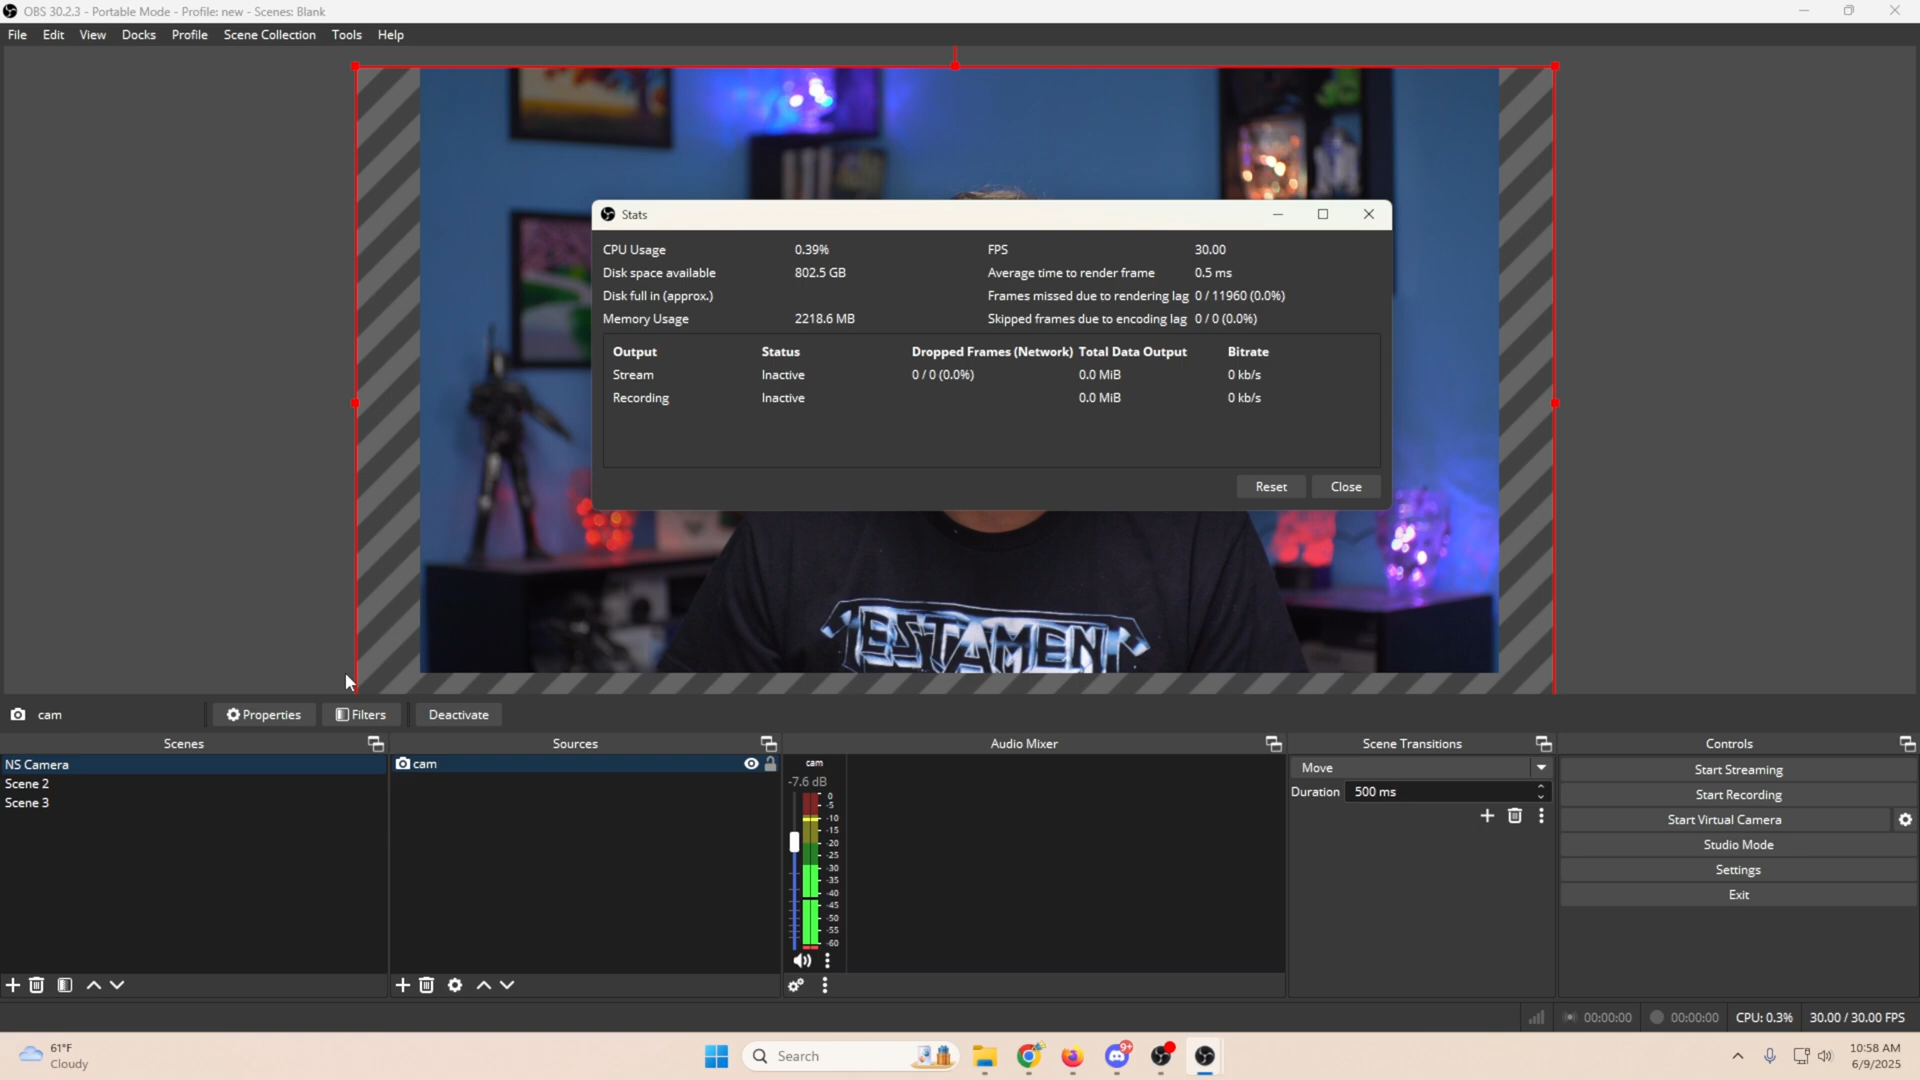 OBS 30.2.3 - Portable Mode - Profile: new - Scenes: Blank
File Edit View Docks Profile Scene Collection Tools Help
Stats
CPU Usage 0.39% FPS 30.00
Disk space available 802.5 GB Average time to render frame 0.5 ms
Disk full in (approx.) Frames missed due to rendering lag 0 / 11960 (0.0%)
Memory Usage 2218.6 MB Skipped frames due to encoding lag 0 / 0 (0.0%)
Output Status Dropped Frames (Network) Total Data Output Bitrate
Stream Inactive 0 / 0 (0.0%) 0.0 MiB 0 kb/s
Recording Inactive 0.0 MiB 0 kb/s
Reset Close
TESTAMENT
cam Properties Filters Deactivate
Scenes Sources Audio Mixer Scene Transitions Controls
NS Camera
Scene 2
Scene 3
cam
cam
-7.6 dB
0
-5
-10
-15
-20
-25
-30
-35
-40
-45
-50
-55
-60
Move
Duration 500 ms
Start Streaming
Start Recording
Start Virtual Camera
Studio Mode
Settings
Exit
00:00:00 00:00:00 CPU: 0.3% 30.00 / 30.00 FPS
61°F
Cloudy
Search
9+
10:58 AM
6/9/2025